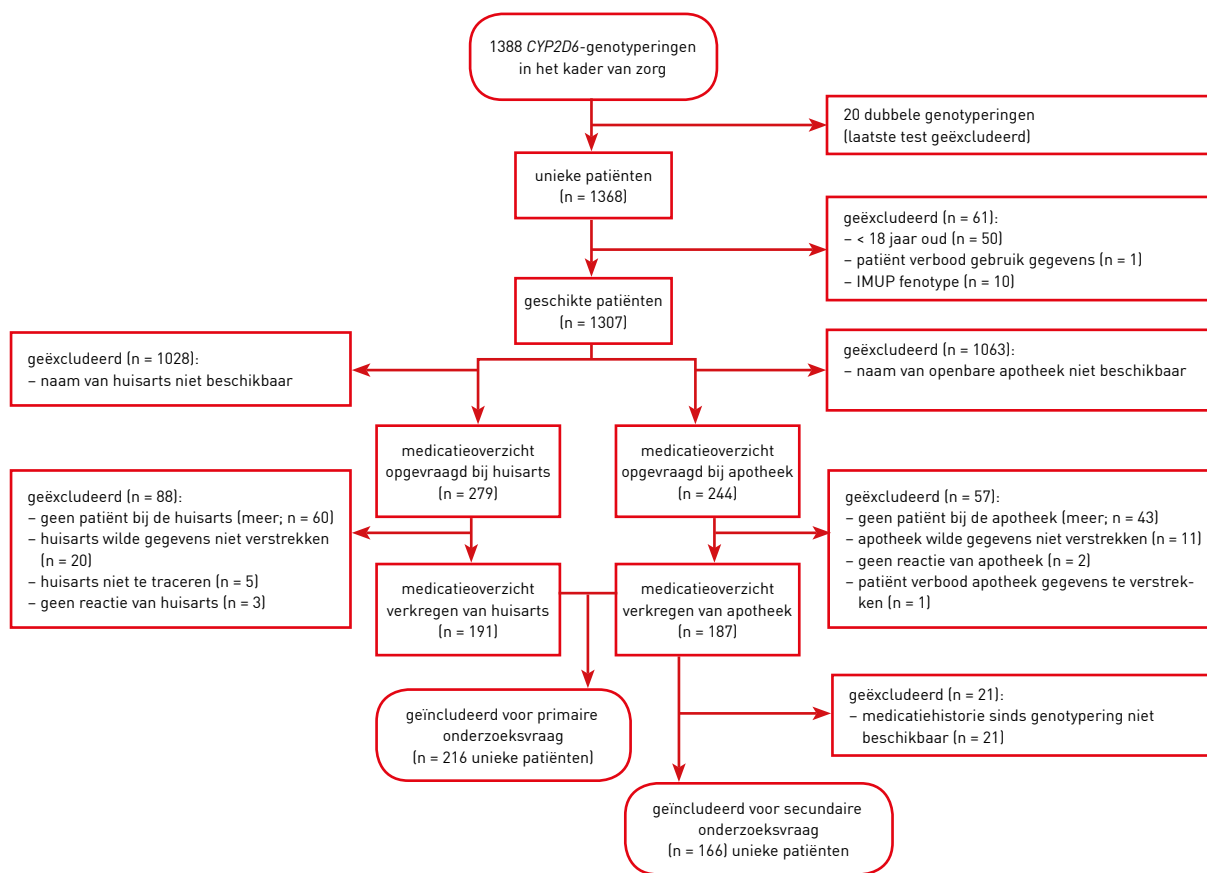 1388 CYP2D6-genotyperingen
in het kader van zorg
20 dubbele genotyperingen
(laatste test geëxcludeerd)
unieke patiënten
(n = 1368)
geëxcludeerd (n = 61):
– < 18 jaar oud (n = 50)
– patiënt verbood gebruik gegevens (n = 1)
– IMUP fenotype (n = 10)
geschikte patiënten
(n = 1307)
geëxcludeerd (n = 1028):
– naam van huisarts niet beschikbaar
geëxcludeerd (n = 1063):
– naam van openbare apotheek niet beschikbaar
medicatieoverzicht
opgevraagd bij huisarts
(n = 279)
medicatieoverzicht
opgevraagd bij apotheek
(n = 244)
geëxcludeerd (n = 88):
– geen patiënt bij de huisarts (meer; n = 60)
– huisarts wilde gegevens niet verstrekken
(n = 20)
– huisarts niet te traceren (n = 5)
– geen reactie van huisarts (n = 3)
geëxcludeerd (n = 57):
– geen patiënt bij de apotheek (meer; n = 43)
– apotheek wilde gegevens niet verstrekken (n = 11)
– geen reactie van apotheek (n = 2)
– patiënt verbood apotheek gegevens te verstrek-
ken (n = 1)
medicatieoverzicht
verkregen van huisarts
(n = 191)
medicatieoverzicht
verkregen van apotheek
(n = 187)
geëxcludeerd (n = 21):
– medicatiehistorie sinds genotypering niet
beschikbaar (n = 21)
geïncludeerd voor primaire
onderzoeksvraag
(n = 216 unieke patiënten)
geïncludeerd voor secundaire
onderzoeksvraag
(n = 166) unieke patiënten